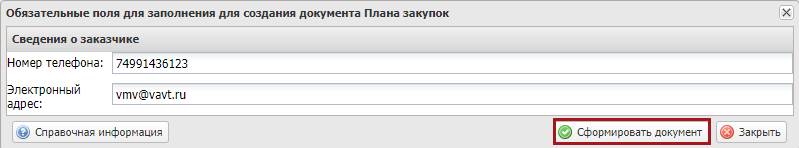 Обязательные поля для заполнения для создания документа Плана закупок
Сведения о заказчике
Номер телефона: 74991436123
Электронный адрес: vmv@vavt.ru
Справочная информация Сформировать документ Закрыть